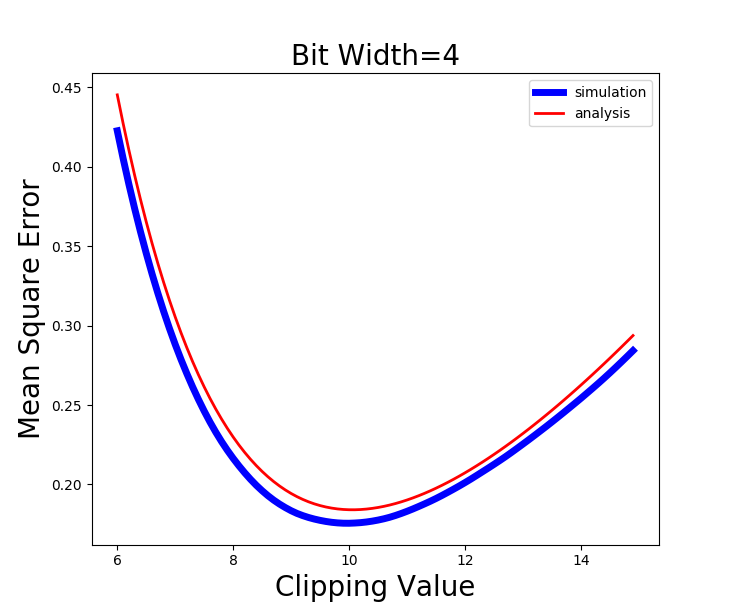 Bit Width=4
simulation
analysis
Mean Square Error
0.45
0.40
0.35
0.30
0.25
0.20
6 8 10 12 14
Clipping Value